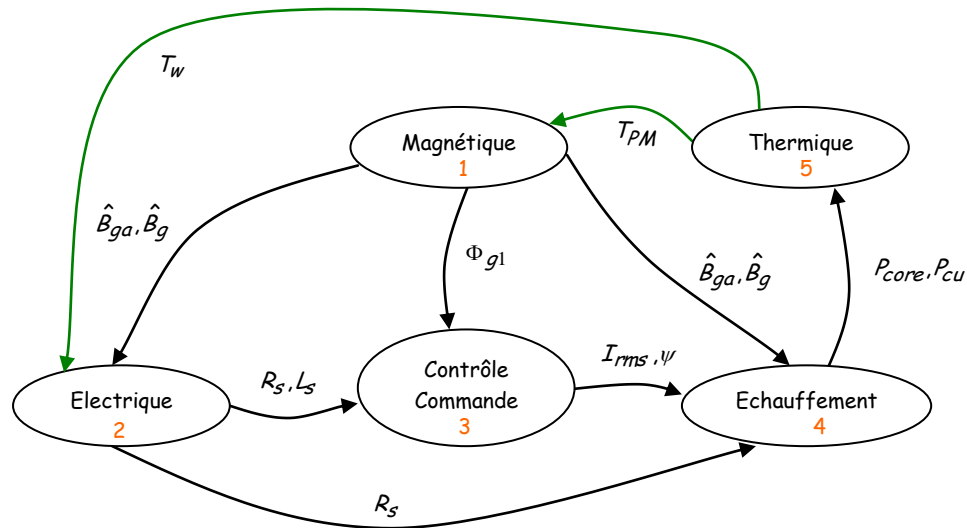 T_w
Magnétique
1
T_PM
Thermique
5
B̂_ga, B̂_g
Φ_g1
B̂_ga, B̂_g
P_core, P_cu
Electrique
2
R_s, L_s
Contrôle
Commande
3
I_rms, ψ
Echauffement
4
R_s